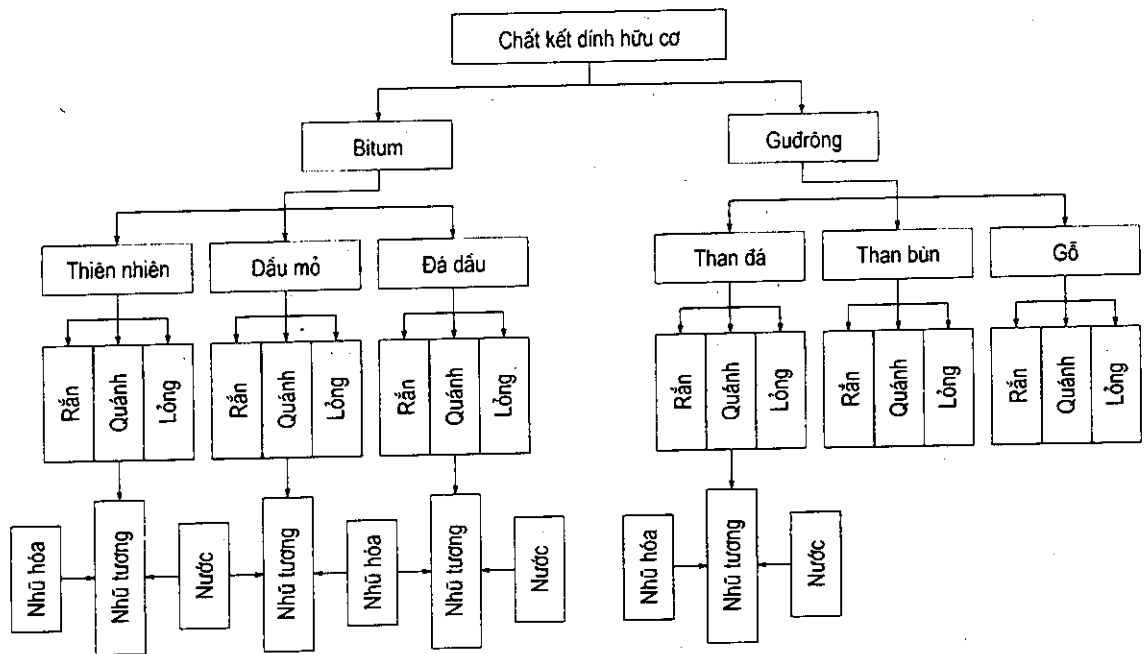 Chất kết dính hữu cơ
Bitum
Guđrông
Thiên nhiên
Dầu mỏ
Đá dầu
Than đá
Than bùn
Gỗ
Rắn
Quánh
Lỏng
Rắn
Quánh
Lỏng
Rắn
Quánh
Lỏng
Rắn
Quánh
Lỏng
Rắn
Quánh
Lỏng
Rắn
Quánh
Lỏng
Nhũ hóa
Nhũ tương
Nước
Nhũ tương
Nhũ hóa
Nhũ tương
Nước
Nhũ hóa
Nhũ tương
Nước